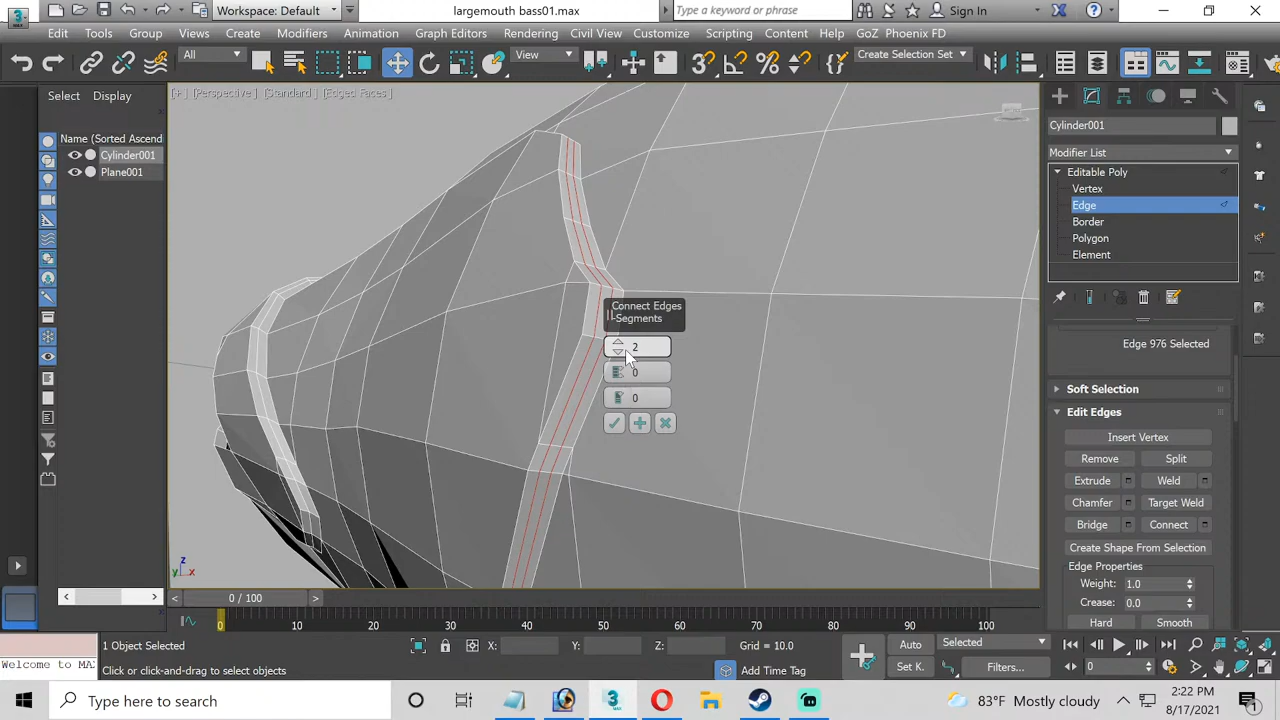 Workspace: Default
largemouth bass01.max
Type a keyword or phrase
Sign In
Edit
Tools
Group
Views
Create
Modifiers
Animation
Graph Editors
Rendering
Civil View
Customize
Scripting
Content
Help
GoZ
Phoenix FD
All
View
Create Selection Set
Select
Display
Name (Sorted Ascend
Cylinder001
Plane001
[+] [Perspective] [Standard] [Edged Faces]
Connect Edges
-Segments
2
0
0
Cylinder001
Modifier List
Editable Poly
Vertex
Edge
Border
Polygon
Element
Edge 976 Selected
Soft Selection
Edit Edges
Insert Vertex
Remove
Split
Extrude
Weld
Chamfer
Target Weld
Bridge
Connect
Create Shape From Selection
Edge Properties
Weight: 1.0
Crease: 0.0
Hard
Smooth
z
y x
0 / 100
0 10 20 30 40 50 60 70 80 90 100
1 Object Selected
X:
Y:
Z:
Grid = 10.0
Auto
Selected
Welcome to MA
Click or click-and-drag to select objects
Add Time Tag
Set K.
Filters...
0
Type here to search
83°F Mostly cloudy
2:22 PM
8/17/2021
1